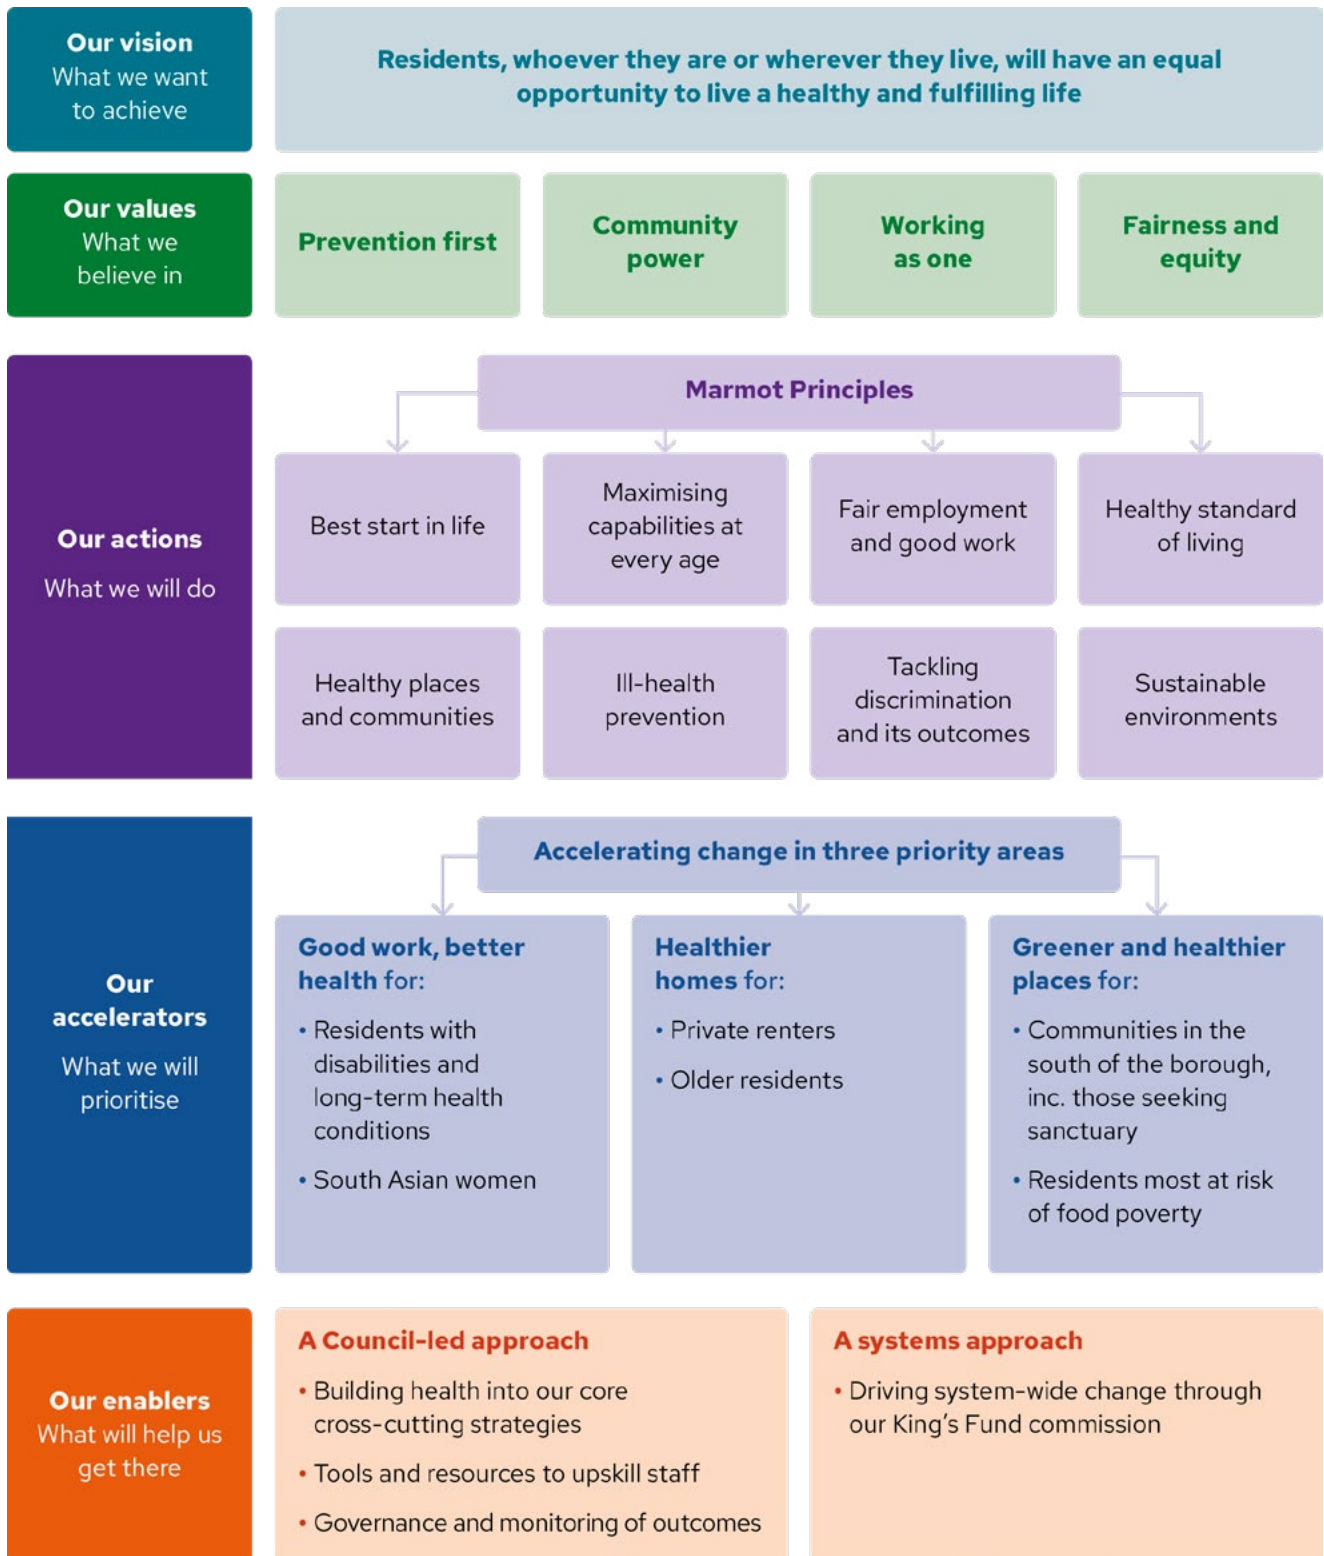 Our vision
What we want
to achieve
Residents, whoever they are or wherever they live, will have an equal
opportunity to live a healthy and fulfilling life
Our values
What we
believe in
Prevention first
Community
power
Working
as one
Fairness and
equity
Our actions
What we will do
Marmot Principles
Best start in life
Maximising
capabilities at
every age
Fair employment
and good work
Healthy standard
of living
Healthy places
and communities
Ill-health
prevention
Tackling
discrimination
and its outcomes
Sustainable
environments
Our
accelerators
What we will
prioritise
Accelerating change in three priority areas
Good work, better
health for:
• Residents with
disabilities and
long-term health
conditions
• South Asian women
Healthier
homes for:
• Private renters
• Older residents
Greener and healthier
places for:
• Communities in the
south of the borough,
inc. those seeking
sanctuary
• Residents most at risk
of food poverty
Our enablers
What will help us
get there
A Council-led approach
• Building health into our core
cross-cutting strategies
• Tools and resources to upskill staff
• Governance and monitoring of outcomes
A systems approach
• Driving system-wide change through
our King's Fund commission